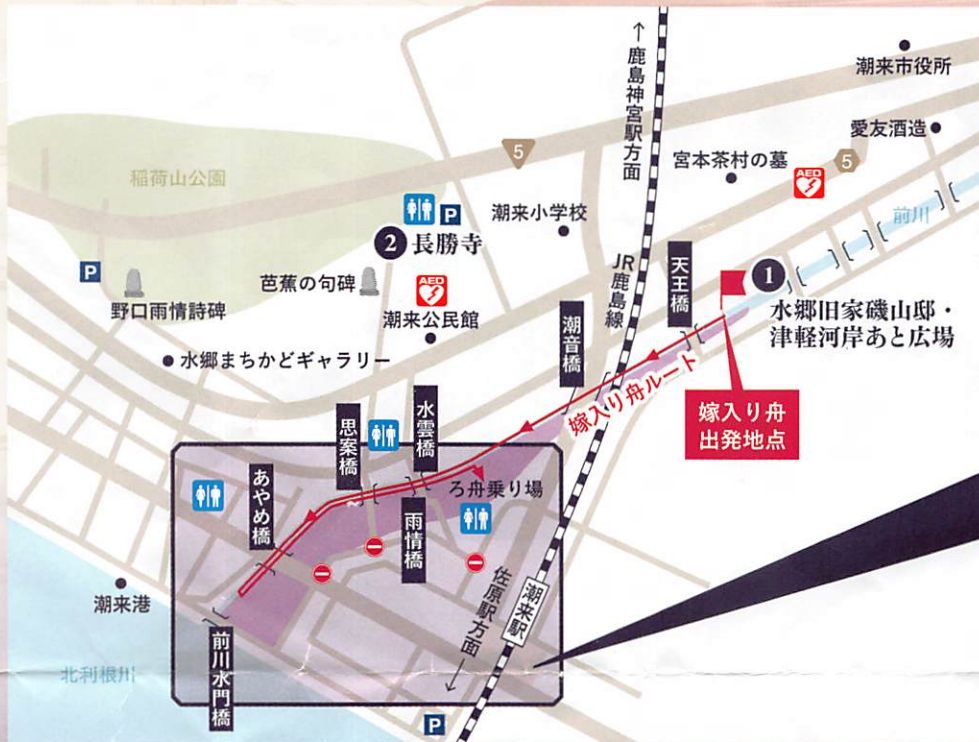 ↑鹿島神宮駅方面
潮来市役所
愛友酒造
5
宮本茶村の墓
AED
5
前川
稲荷山公園
潮来小学校
P
2 長勝寺
JR鹿島線
天王橋
1
水郷旧家磯山邸・
津軽河岸あと広場
P
野口雨情詩碑
芭蕉の句碑
AED
潮来公民館
潮音橋
嫁入り舟ルート
嫁入り舟
出発地点
水郷まちかどギャラリー
水雲橋
思案橋
あやめ橋
ろ舟乗り場
雨情橋
潮来港
佐原駅方面
潮来駅
前川水門橋
北利根川
P